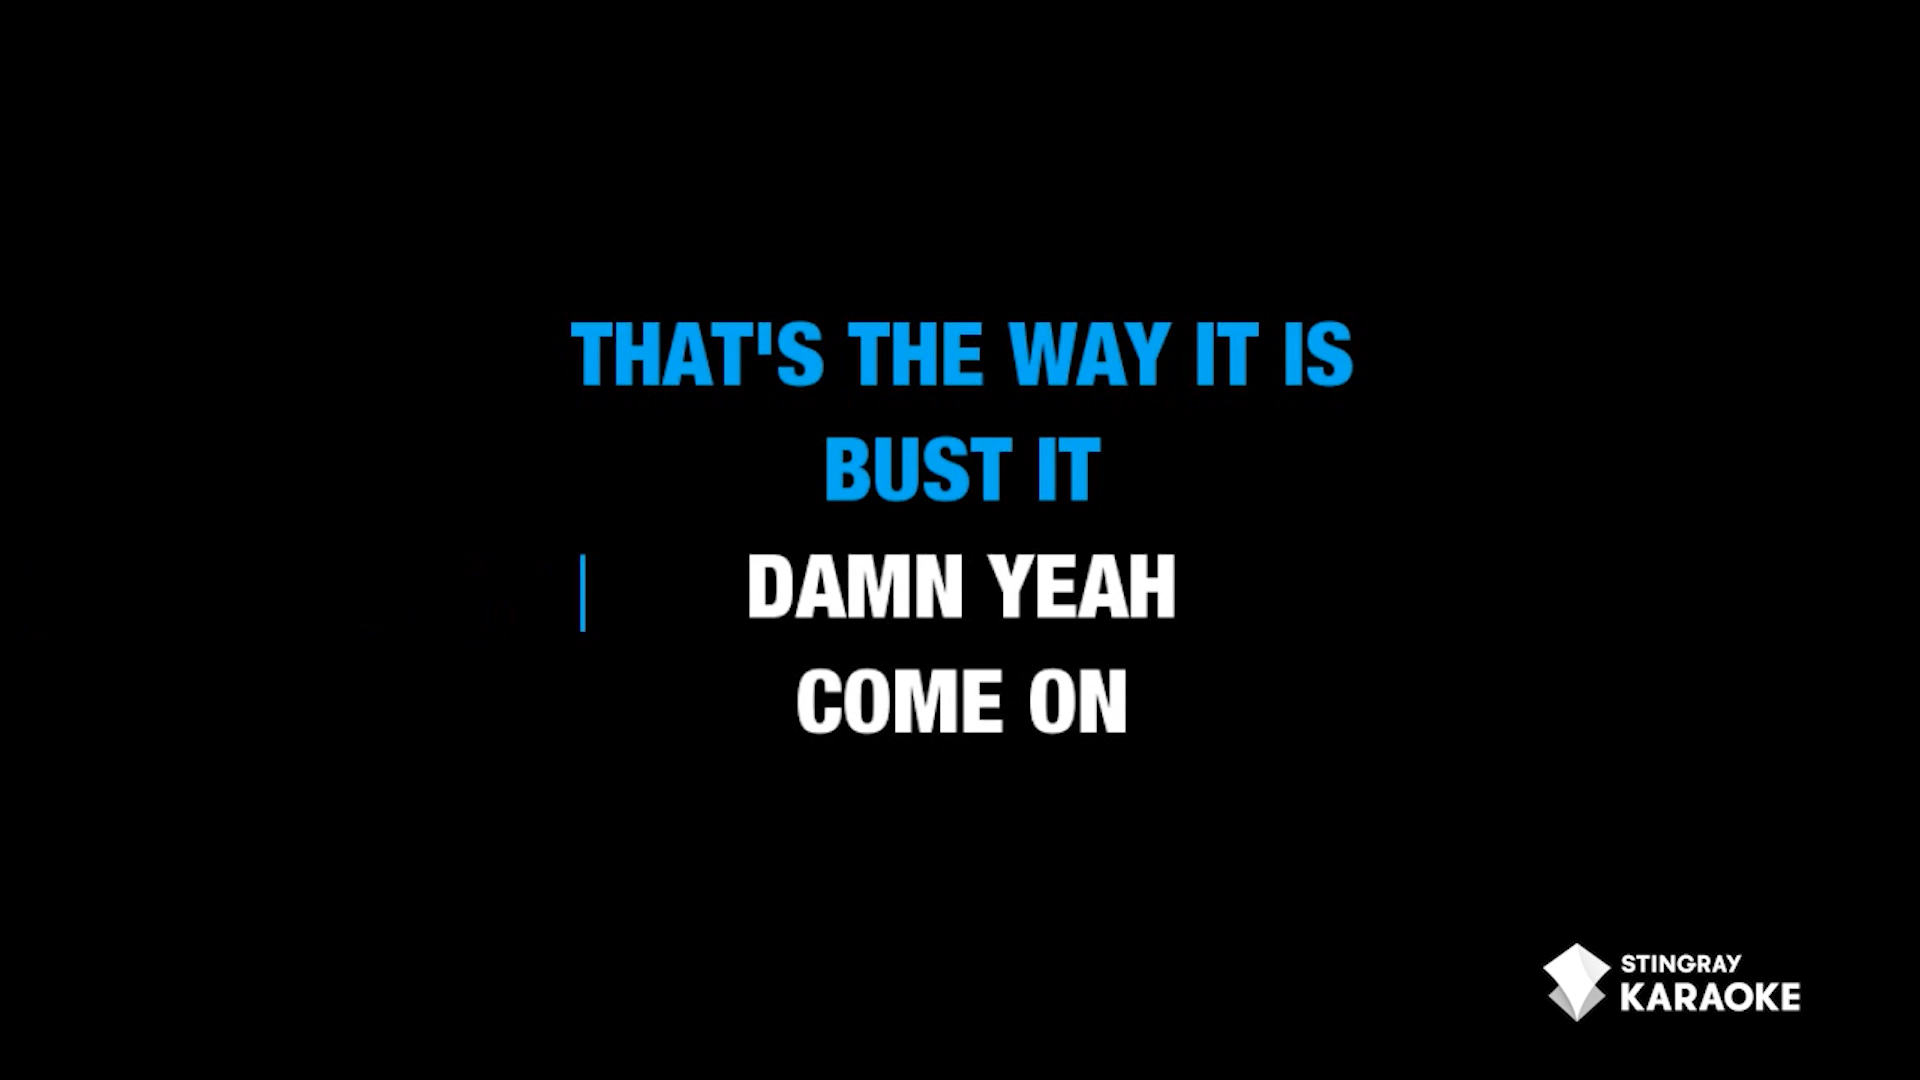 THAT'S THE WAY IT IS
BUST IT
DAMN YEAH
COME ON
STINGRAY
KARAOKE